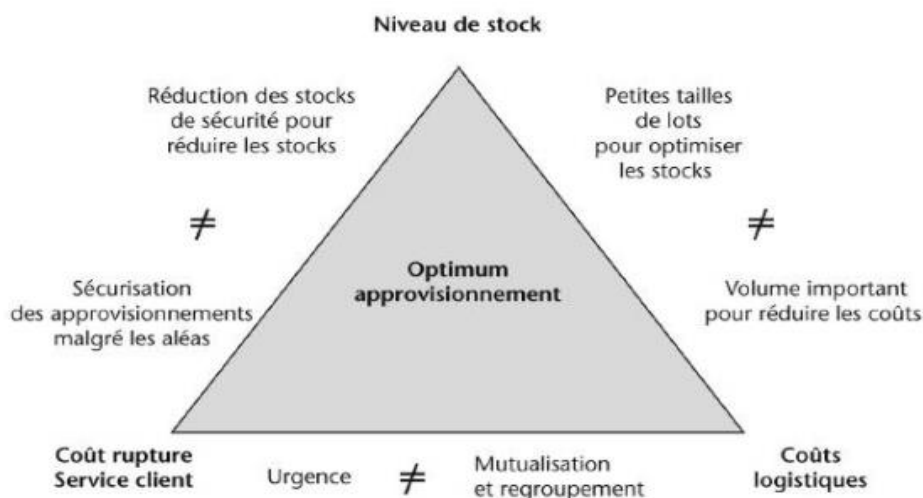 Niveau de stock
Réduction des stocks
de sécurité pour
réduire les stocks
Petites tailles
de lots
pour optimiser
les stocks
≠
≠
Optimum
approvisionnement
Sécurisation
des approvisionnements
malgré les aléas
Volume important
pour réduire les coûts
Coût rupture
Service client
Urgence
≠
Mutualisation
et regroupement
Coûts
logistiques